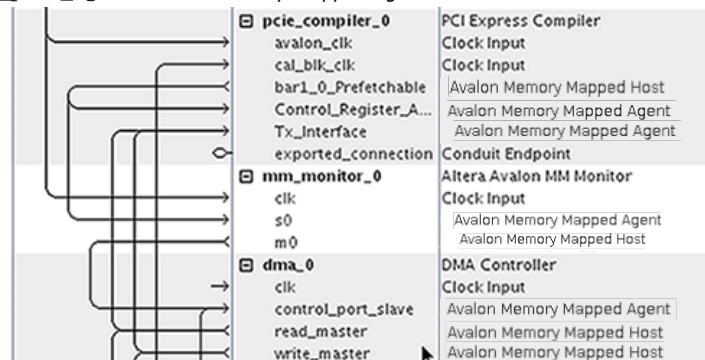 pcie_compiler_0 PCI Express Compiler
avalon_clk Clock Input
cal_blk_clk Clock Input
bar1_0_Prefetchable Avalon Memory Mapped Host
Control_Register_A... Avalon Memory Mapped Agent
Tx_Interface Avalon Memory Mapped Agent
exported_connection Conduit Endpoint
mm_monitor_0 Altera Avalon MM Monitor
clk Clock Input
s0 Avalon Memory Mapped Agent
m0 Avalon Memory Mapped Host
dma_0 DMA Controller
clk Clock Input
control_port_slave Avalon Memory Mapped Agent
read_master Avalon Memory Mapped Host
write_master Avalon Memory Mapped Host